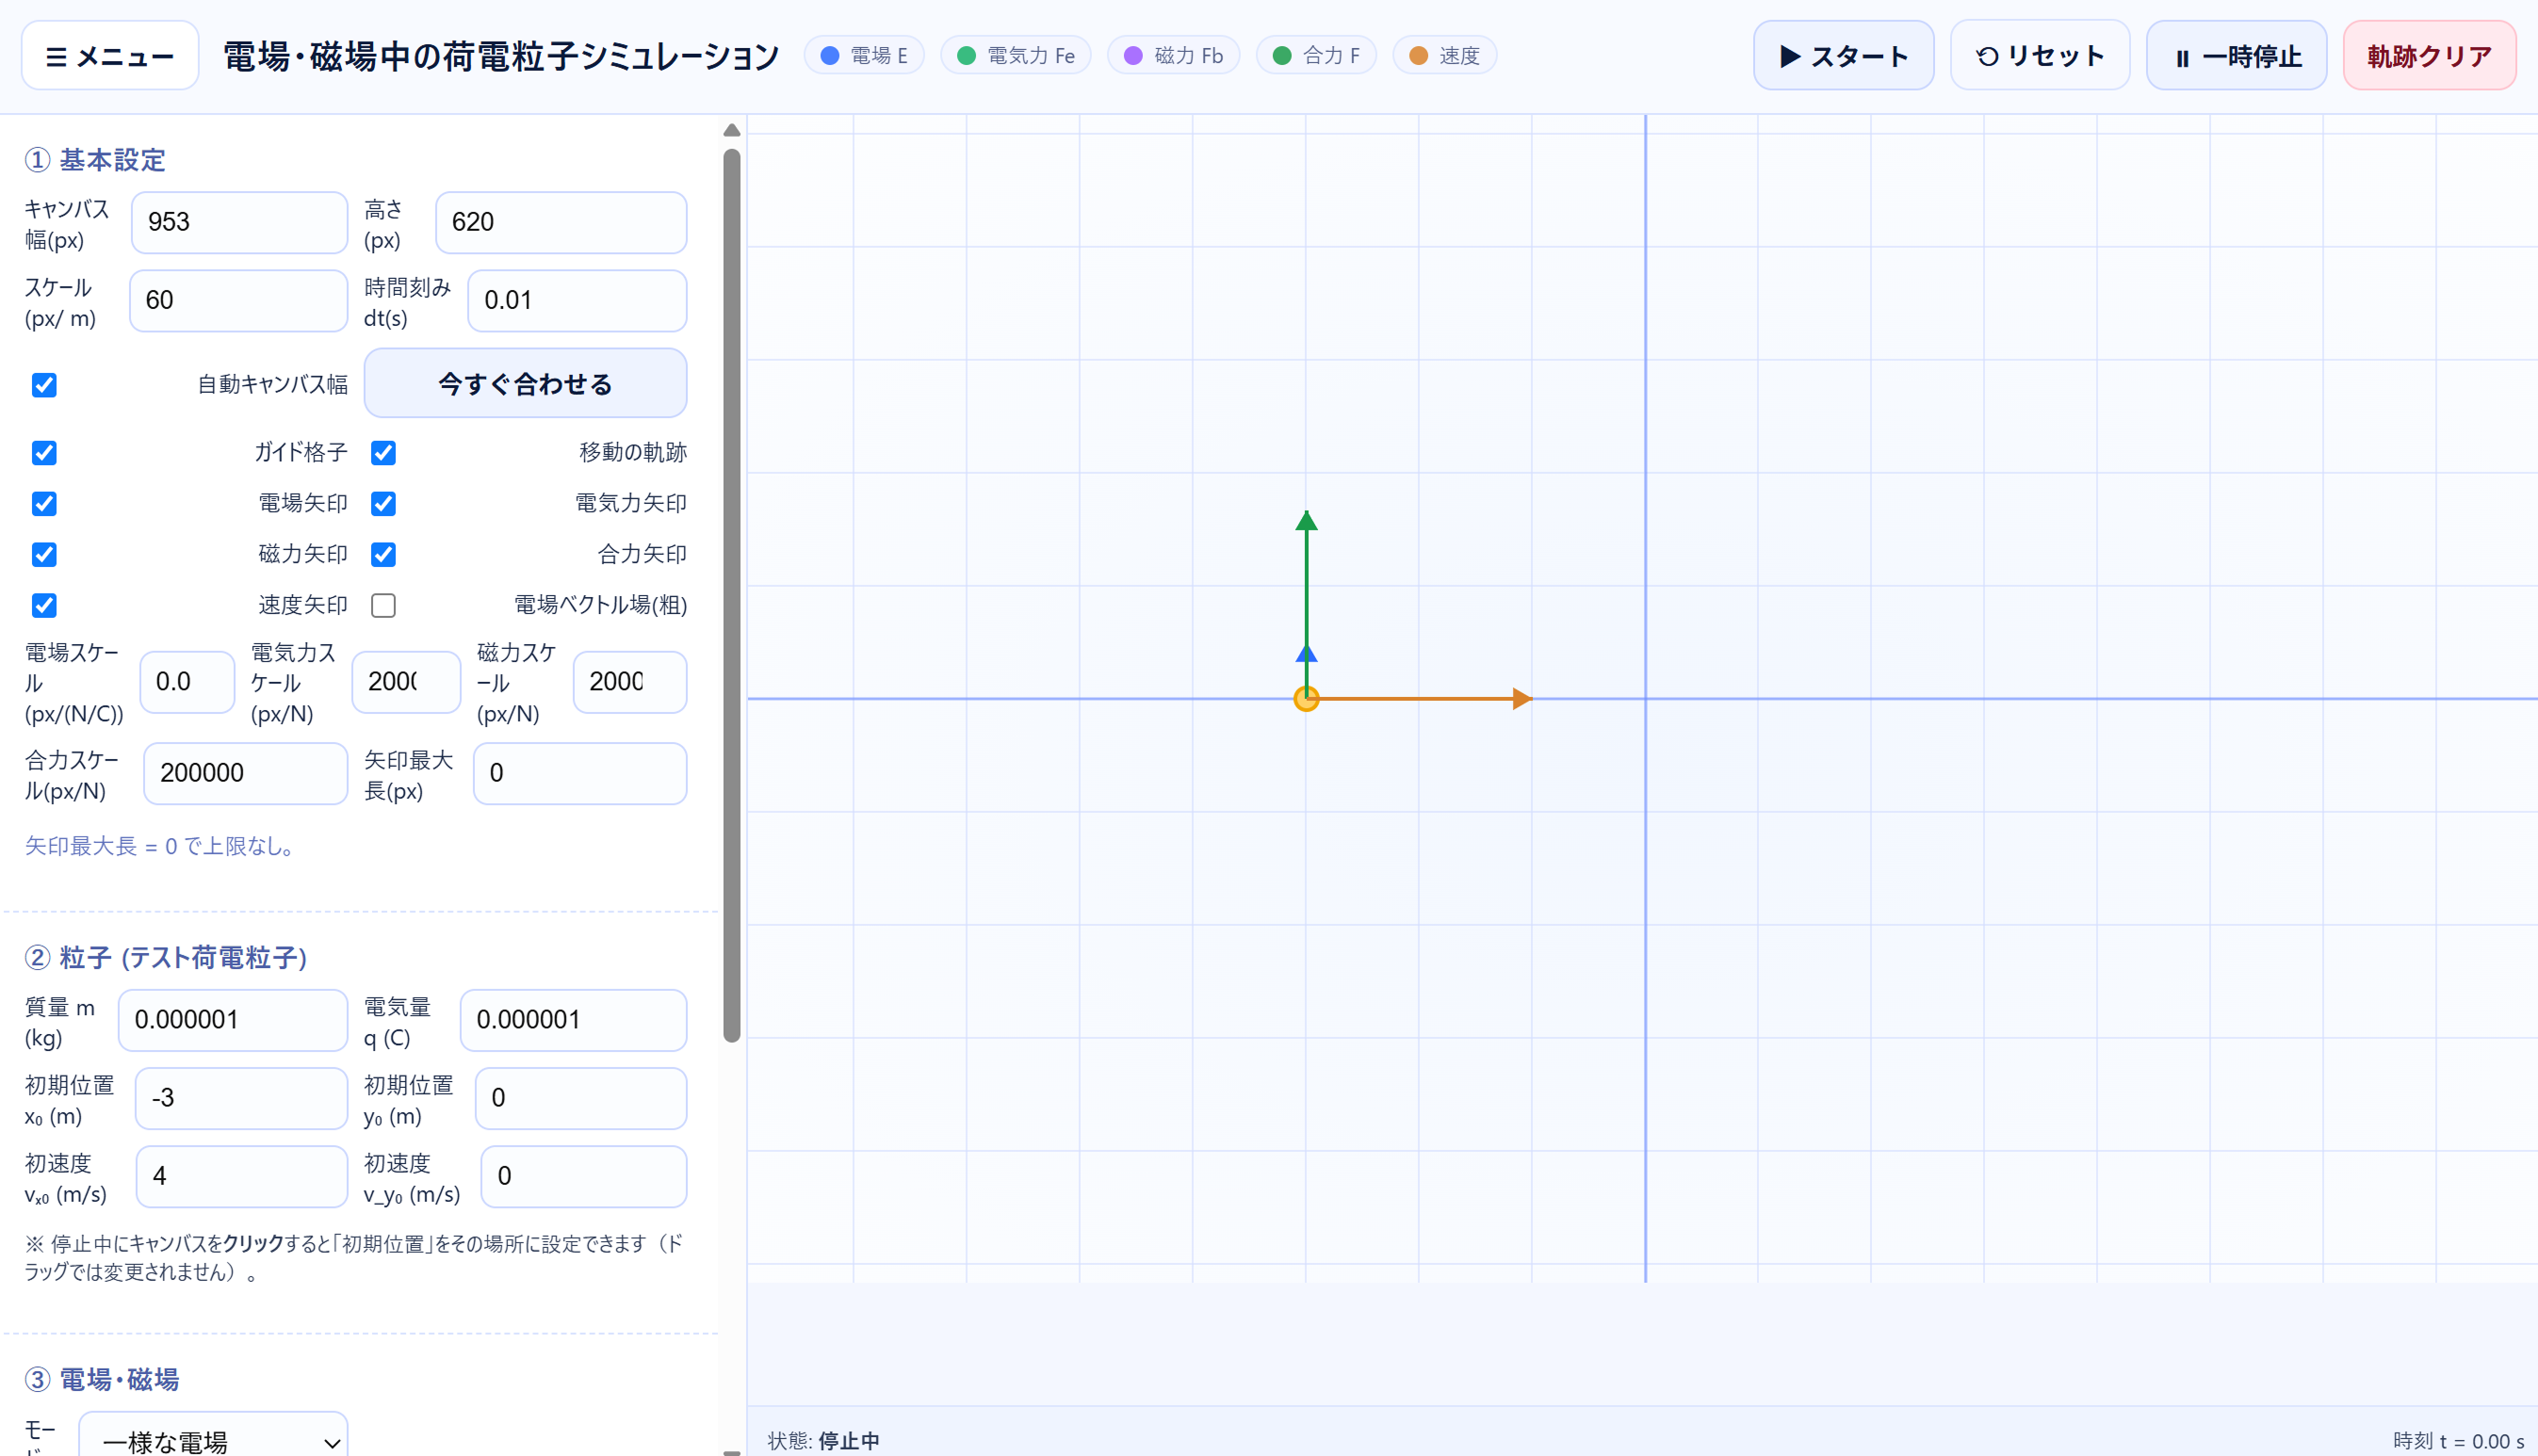 ☰ メニュー
電場・磁場中の荷電粒子シミュレーション
電場 E
電気力 Fe
磁力 Fb
合力 F
速度
▶ スタート
リセット
⏸ 一時停止
軌跡クリア
① 基本設定
キャンバス
幅(px)
953
高さ
(px)
620
スケール
(px/ m)
60
時間刻み
dt(s)
0.01
自動キャンバス幅
今すぐ合わせる
ガイド格子
移動の軌跡
電場矢印
電気力矢印
磁力矢印
合力矢印
速度矢印
電場ベクトル場(粗)
電場スケー
ル
(px/(N/C))
0.0
電気力ス
ケール
(px/N)
2000
磁力スケ
ール
(px/N)
2000
合力スケー
ル(px/N)
200000
矢印最大
長(px)
0
矢印最大長 = 0 で上限なし。
② 粒子 (テスト荷電粒子)
質量 m
(kg)
0.000001
電気量
q (C)
0.000001
初期位置
x₀ (m)
-3
初期位置
y₀ (m)
0
初速度
vₓ₀ (m/s)
4
初速度
v_y₀ (m/s)
0
※ 停止中にキャンバスをクリックすると「初期位置」をその場所に設定できます（ド
ラッグでは変更されません）。
③ 電場・磁場
モー
一様な電場
状態: 停止中
時刻 t = 0.00 s